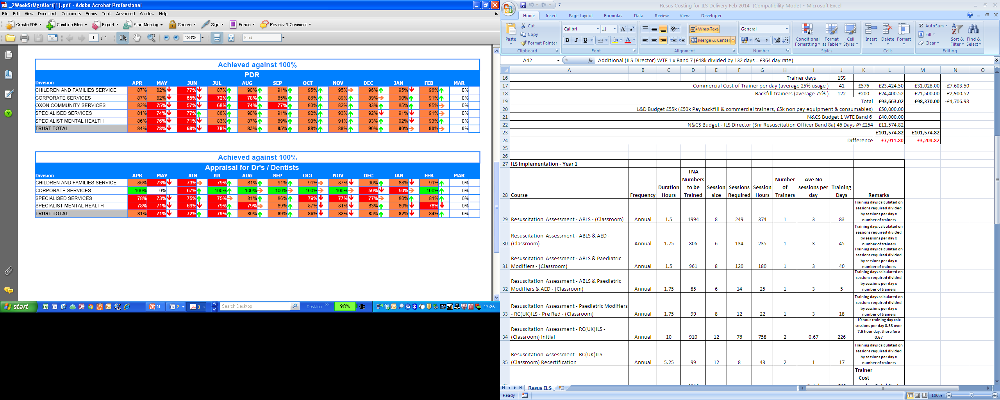 _2WeekSrMgrAlert[1].pdf - Adobe Acrobat Professional
File Edit View Document Comments Forms Tools Advanced Window Help
Create PDF Combine Files Export Start Meeting Secure Sign Forms Review & Comment
1 / 1 133% Find
Achieved against 100%
PDR
Division APR MAY JUN JUL AUG SEP OCT NOV DEC JAN FEB MAR
CHILDREN AND FAMILIES SERVICE 87% 82% 77% 87% 90% 91% 95% 95% 96% 95% 96% 0%
CORPORATE SERVICES 87% 82% 65% 72% 78% 85% 86% 89% 89% 90% 91% 0%
OXON COMMUNITY SERVICES 82% 75% 57% 68% 74% 77% 80% 82% 83% 85% 85% 0%
SPECIALISED SERVICES 81% 74% 77% 88% 90% 91% 92% 93% 92% 91% 91% 0%
SPECIALIST MENTAL HEALTH 86% 76% 71% 83% 87% 89% 90% 91% 93% 92% 93% 0%
TRUST TOTAL 84% 78% 68% 78% 83% 85% 88% 89% 90% 90% 90% 0%
Achieved against 100%
Appraisal for Dr's / Dentists
Division APR MAY JUN JUL AUG SEP OCT NOV DEC JAN FEB MAR
CHILDREN AND FAMILIES SERVICE 86% 73% 73% 79% 81% 91% 91% 87% 90% 88% 91% 0%
CORPORATE SERVICES 100% 0% 67% 100% 100% 100% 100% 100% 50% 50% 100% 0%
SPECIALISED SERVICES 78% 73% 75% 75% 81% 86% 79% 77% 77% 80% 81% 0%
SPECIALIST MENTAL HEALTH 78% 71% 69% 79% 79% 89% 87% 81% 83% 80% 78% 0%
TRUST TOTAL 81% 71% 72% 79% 80% 89% 86% 82% 83% 82% 84% 0%
start M 2 3 Search Desktop Desktop 98% 17:36
Resus Costing for ILS Delivery Feb 2014 [Compatibility Mode] - Microsoft Excel
Home Insert Page Layout Formulas Data Review View Developer
Paste Cut Copy Format Painter
Calibri 11 B I U
Wrap Text Merge & Center
General %
Conditional Formatting Format as Table Cell Styles
Insert Delete Format
AutoSum Fill Clear Sort & Filter Find & Select
Clipboard Font Alignment Number Styles Cells Editing
A42 fx Additional (ILS Director) WTE 1 x Band 7 (£48k divided by 132 days = £364 day rate)
A B C D E F G H I J K L M N O
16 Trainer days 155
17 Commercial Cost of Trainer per day (average 25% usage ) 41 £576 £23,424.50 £31,028.00 -£7,603.50
18 Backfill trainers (average 75% ) 122 £200 £24,400.52 £21,500.00 £2,900.52
19 Total £93,663.02 £98,370.00 -£4,706.98
20 L&D Budget £55k (£50k Pay backfill & commercial trainers, £5k non pay equipment & consumables) £50,000.00
21 N&CS Budget 1 WTE Band 6 £40,000.00
22 N&CS Budget - ILS Director (Snr Resuscitation Officer Band 8a) 46 Days @ £254 £11,574.82
23 £101,574.82 £101,574.82
24 Difference £7,911.80 £3,204.82
25
26
27 ILS Implementation - Year 1
28 Course Frequency Duration Hours TNA Numbers to be Trained Session size Sessions Required Session Hours Number of Trainers Ave No sessions per day Training Days Remarks
29 Resuscitation Assessment - ABLS - (Classroom) Annual 1.5 1994 8 249 374 1 3 83 Training days calculated on sessions required divided by sessions per day x number of trainers
30 Resuscitation Assessment - ABLS & AED - (Classroom) Annual 1.75 806 6 134 235 1 3 45 Training days calculated on sessions required divided by sessions per day x number of trainers
31 Resuscitation Assessment - ABLS & Paediatric Modifiers - (Classroom) Annual 1.5 961 8 120 180 1 3 40 Training days calculated on sessions required divided by sessions per day x number of trainers
32 Resuscitation Assessment - ABLS & Paediatric Modifiers & AED - (Classroom) Annual 1.75 85 6 14 25 1 3 5 Training days calculated on sessions required divided by sessions per day x number of trainers
33 Resuscitation Assessment - Paediatric Modifiers - RC(UK)ILS - Pre Red - (Classroom) Annual 1.75 99 8 12 22 1 3 18 Training days calculated on sessions required divided by sessions per day x number of trainers
34 Resuscitation Assessment - RC(UK)ILS - (Classroom) Initial Annual 10 910 12 76 758 2 0.67 226 10 hour training day calc sessions per day 0.33 over 7.5 hour day, there fore 0.67
35 Resuscitation Assessment - RC(UK)ILS - (Classroom) Recertification Annual 5.25 99 12 8 43 2 1 17 Training days calculated on sessions required divided by sessions per day x number of trainers
Trainer
Cost
Resus ILS
Ready 100%